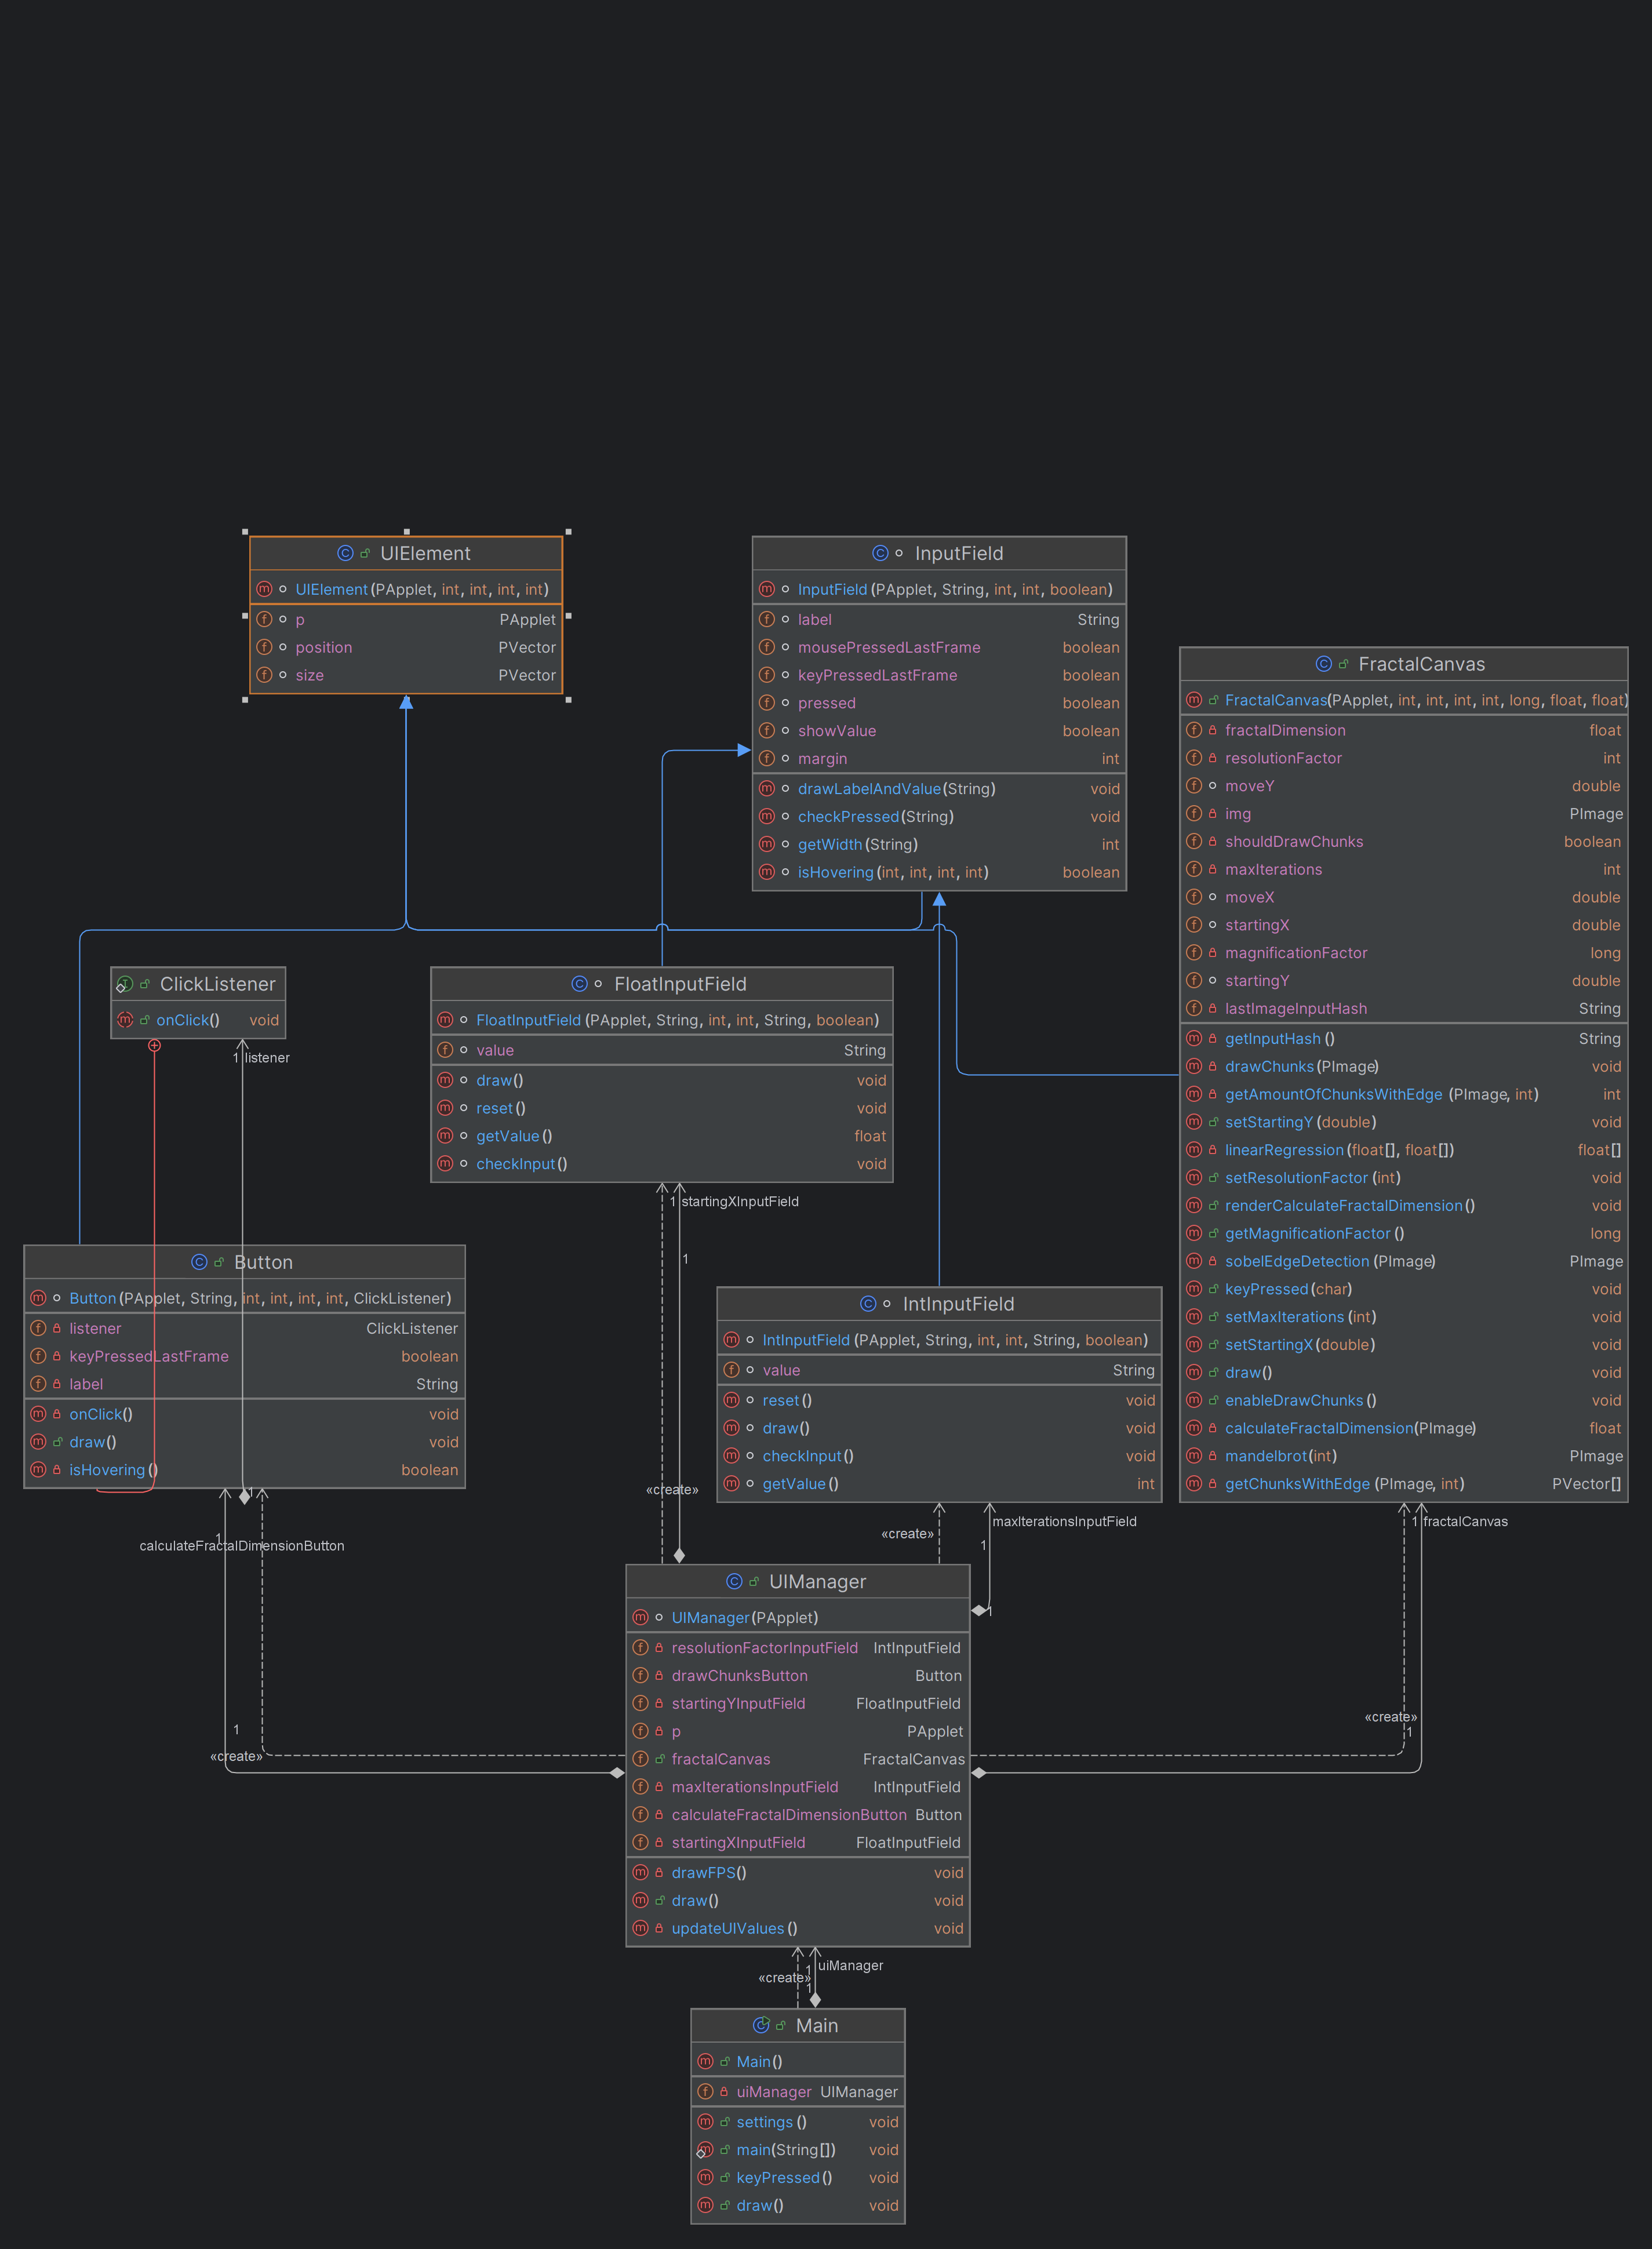 UIElement
UIElement(PApplet, int, int, int, int)
p PApplet
position PVector
size PVector
InputField
InputField(PApplet, String, int, int, boolean)
label String
mousePressedLastFrame boolean
keyPressedLastFrame boolean
pressed boolean
showValue boolean
margin int
drawLabelAndValue(String) void
checkPressed(String) void
getWidth(String) int
isHovering(int, int, int, int) boolean
FractalCanvas
FractalCanvas(PApplet, int, int, int, int, long, float, float)
fractalDimension float
resolutionFactor int
moveY double
img PImage
shouldDrawChunks boolean
maxIterations int
moveX double
startingX double
magnificationFactor long
startingY double
lastImageInputHash String
getInputHash() String
drawChunks(PImage) void
getAmountOfChunksWithEdge(PImage, int) int
setStartingY(double) void
linearRegression(float[], float[]) float[]
setResolutionFactor(int) void
renderCalculateFractalDimension() void
getMagnificationFactor() long
sobelEdgeDetection(PImage) PImage
keyPressed(char) void
setMaxIterations(int) void
setStartingX(double) void
draw() void
enableDrawChunks() void
calculateFractalDimension(PImage) float
mandelbrot(int) PImage
getChunksWithEdge(PImage, int) PVector[]
I ClickListener
onClick() void
1 listener
FloatInputField
FloatInputField(PApplet, String, int, int, String, boolean)
value String
draw() void
reset() void
getValue() float
checkInput() void
1 startingXInputField
1
Button
Button(PApplet, String, int, int, int, int, ClickListener)
listener ClickListener
keyPressedLastFrame boolean
label String
onClick() void
draw() void
isHovering() boolean
1
IntInputField
IntInputField(PApplet, String, int, int, String, boolean)
value String
reset() void
draw() void
checkInput() void
getValue() int
«create»
1
calculateFractalDimensionButton
«create»
1
maxIterationsInputField
1
1
1 fractalCanvas
«create»
1
1
«create»
UIManager
UIManager(PApplet)
resolutionFactorInputField IntInputField
drawChunksButton Button
startingYInputField FloatInputField
p PApplet
fractalCanvas FractalCanvas
maxIterationsInputField IntInputField
calculateFractalDimensionButton Button
startingXInputField FloatInputField
drawFPS() void
draw() void
updateUIValues() void
1 uiManager
«create»
1
Main
Main()
uiManager UIManager
settings() void
main(String[]) void
keyPressed() void
draw() void